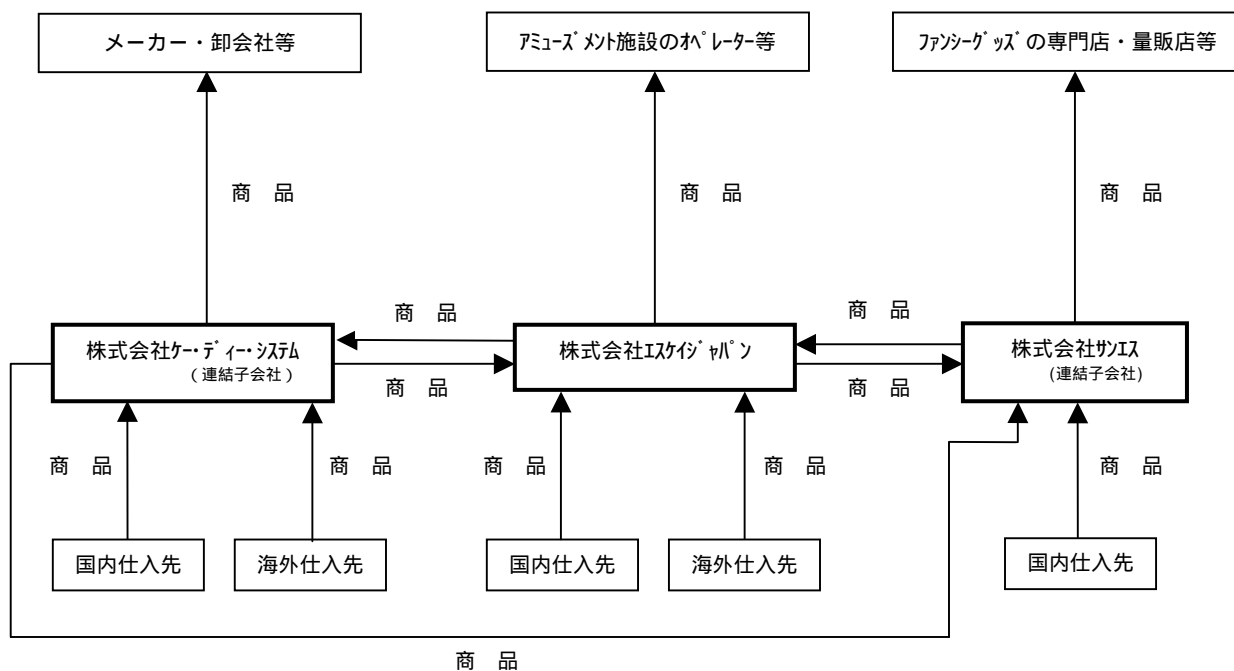 メーカー・卸会社等
ｱﾐｭｰｽﾞﾒﾝﾄ施設のｵﾍﾟﾚｰﾀｰ等
ﾌｧﾝｼｰｸﾞｯｽﾞの専門店・量販店等
商　品
商　品
商　品
商　品
商　品
株式会社ｹｰ･ﾃﾞｨｰ･ｼｽﾃﾑ
（連結子会社）
株式会社ｴｽｹｲｼﾞｬﾊﾟﾝ
株式会社ｻﾝｴｽ
(連結子会社)
商　品
商　品
商　品
商　品
商　品
商　品
商　品
国内仕入先
海外仕入先
国内仕入先
海外仕入先
国内仕入先
商　品